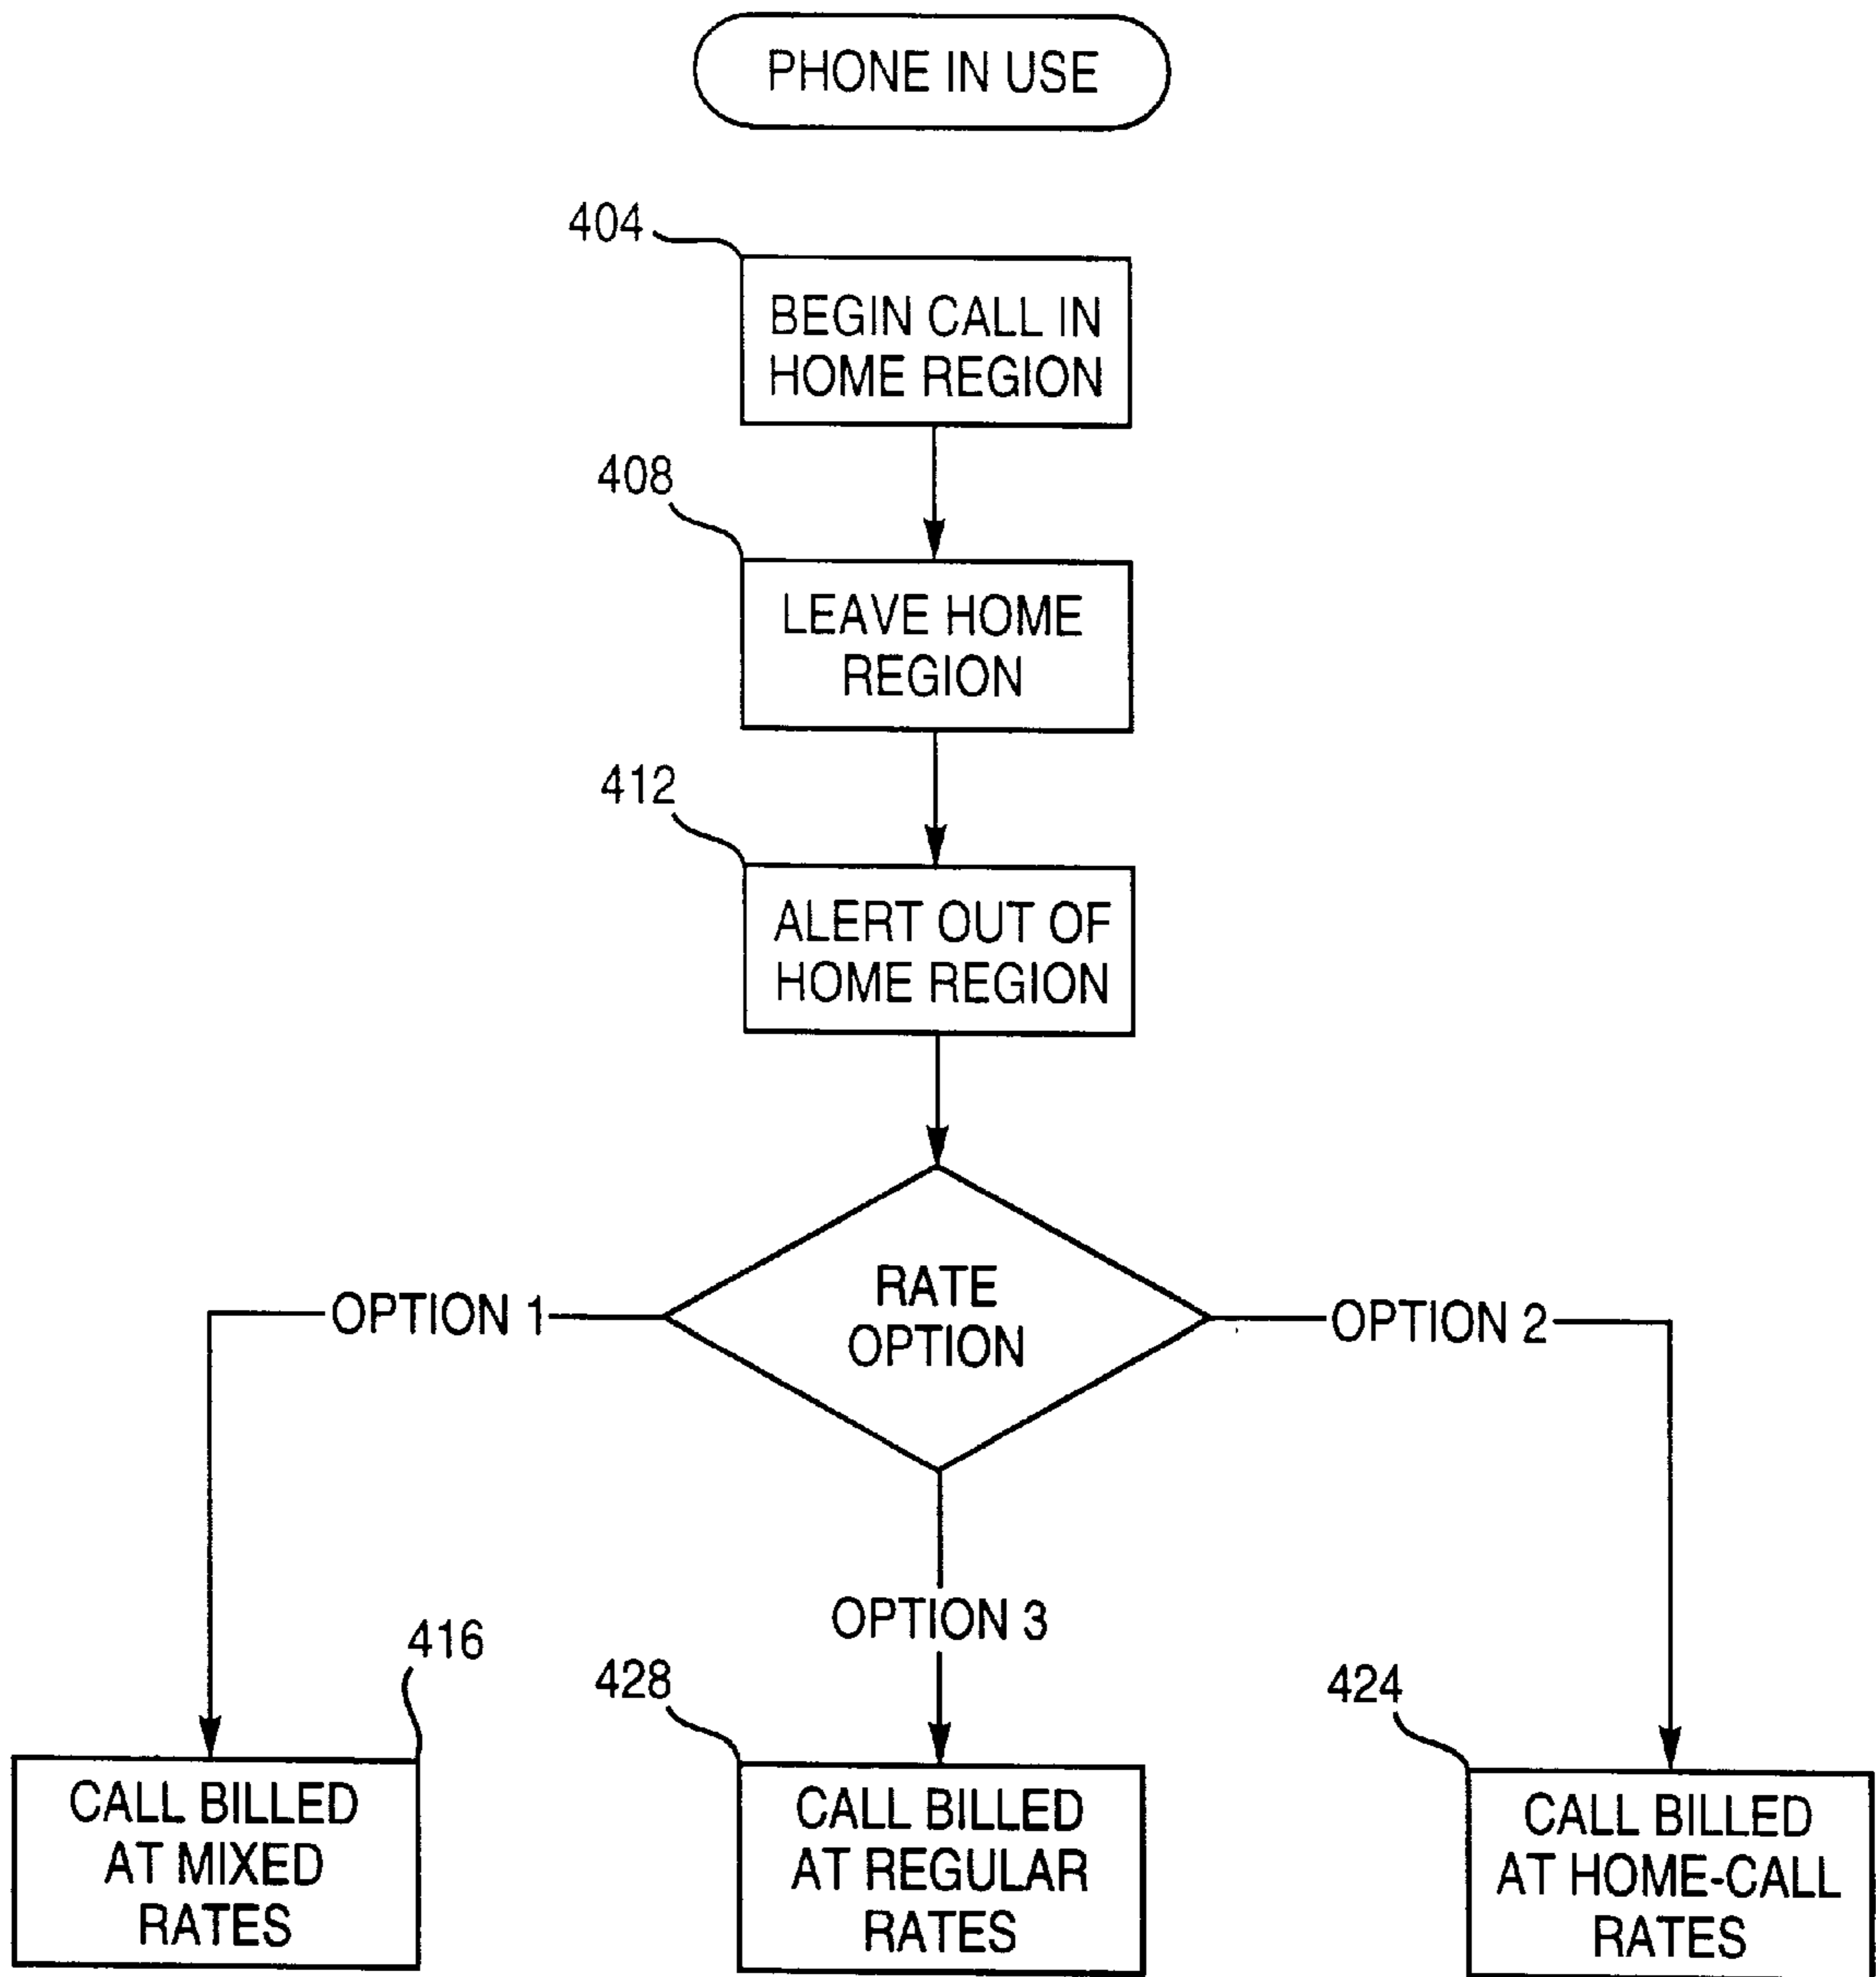 PHONE IN USE
404
BEGIN CALL IN
HOME REGION
408
LEAVE HOME
REGION
412
ALERT OUT OF
HOME REGION
RATE
OPTION
OPTION 1
OPTION 2
OPTION 3
416
CALL BILLED
AT MIXED
RATES
428
CALL BILLED
AT REGULAR
RATES
424
CALL BILLED
AT HOME-CALL
RATES